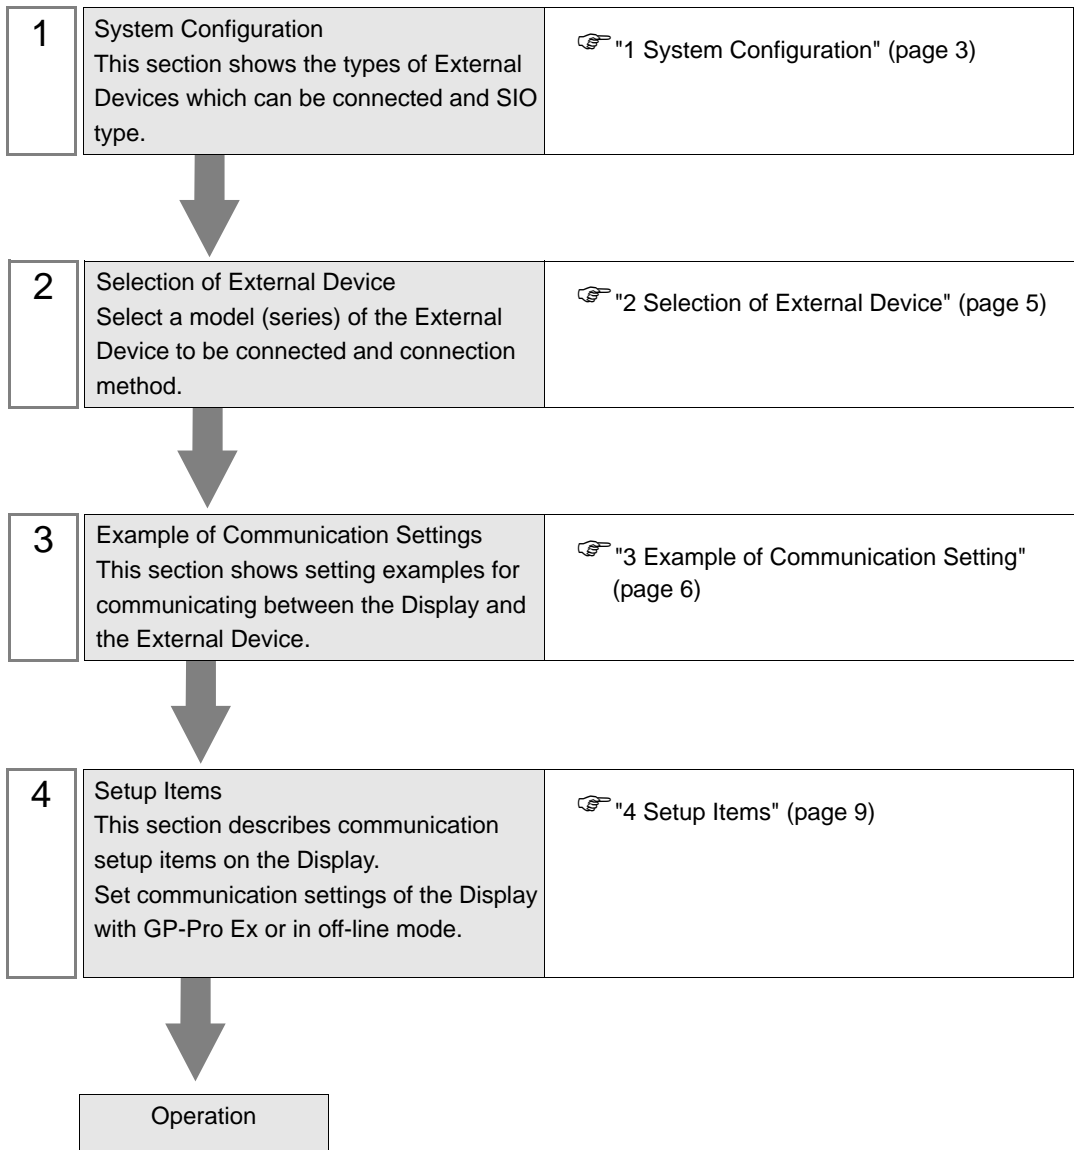 1
System Configuration
This section shows the types of External
Devices which can be connected and SIO
type.
"1 System Configuration" (page 3)
2
Selection of External Device
Select a model (series) of the External
Device to be connected and connection
method.
"2 Selection of External Device" (page 5)
3
Example of Communication Settings
This section shows setting examples for
communicating between the Display and
the External Device.
"3 Example of Communication Setting"
(page 6)
4
Setup Items
This section describes communication
setup items on the Display.
Set communication settings of the Display
with GP-Pro Ex or in off-line mode.
"4 Setup Items" (page 9)
Operation